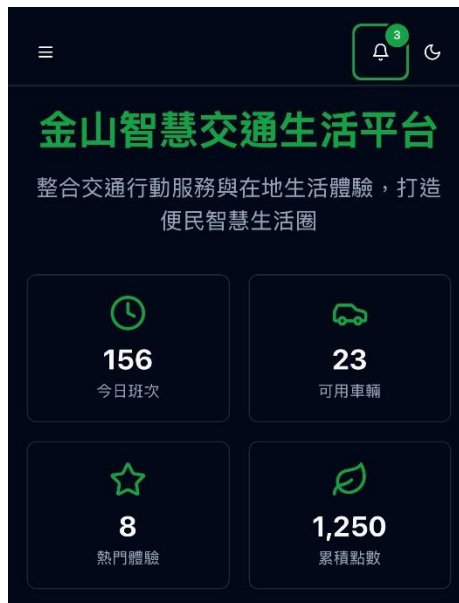 3
金山智慧交通生活平台
整合交通行動服務與在地生活體驗，打造
便民智慧生活圈
156
今日班次
23
可用車輛
8
熱門體驗
1,250
累積點數